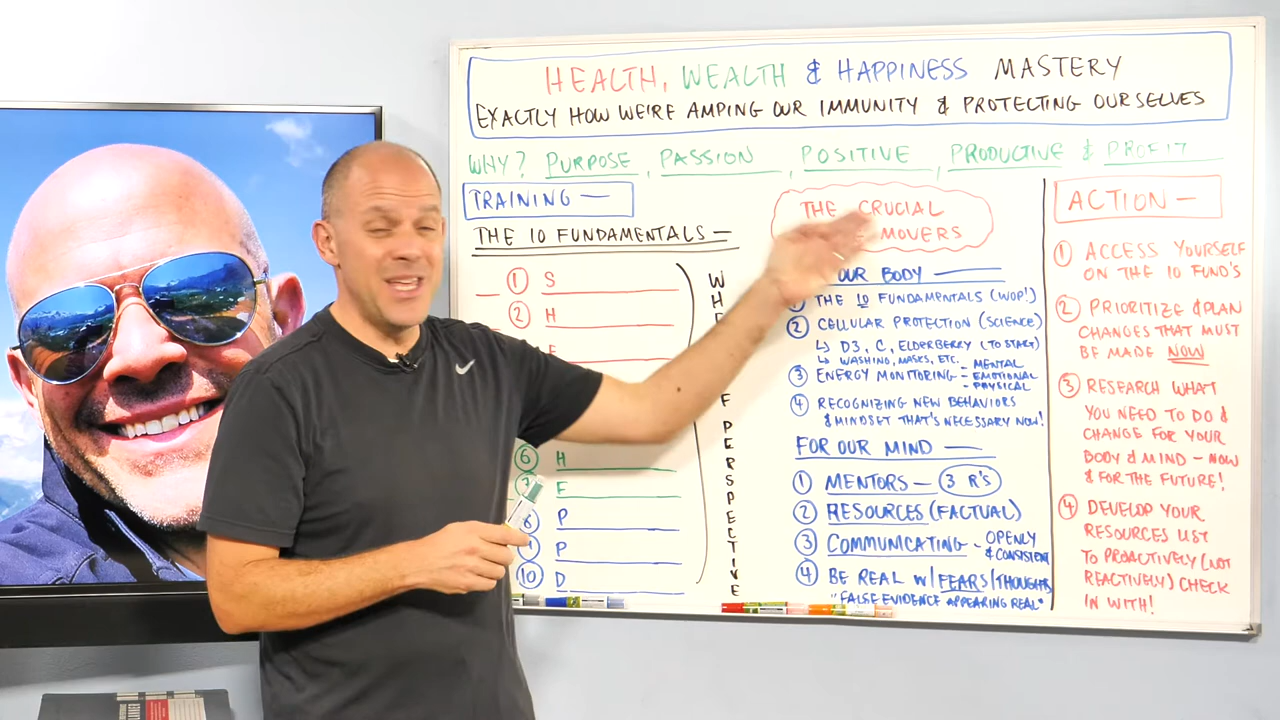 HEALTH, WEALTH & HAPPINESS MASTERY
EXACTLY HOW WE'RE AMPING OUR IMMUNITY & PROTECTING OURSELVES
WHY? PURPOSE, PASSION, POSITIVE, PRODUCTIVE & PROFIT
TRAINING —
THE 10 FUNDAMENTALS —
① S
② H
⑥ H
E
P
P
⑩ D
W
H
F
P
E
R
S
P
E
C
T
I
V
E
THE CRUCIAL
MOVERS
OUR BODY —
THE 10 FUNDAMENTALS (WOP!)
② CELLULAR PROTECTION (SCIENCE)
↳ D3, C, ELDERBERRY (TO START)
↳ WASHING, MASKS, ETC.
③ ENERGY MONITORING - MENTAL
- EMOTIONAL
- PHYSICAL
④ RECOGNIZING NEW BEHAVIORS
& MINDSET THAT'S NECESSARY NOW!
FOR OUR MIND —
① MENTORS — 3 R's
② RESOURCES (FACTUAL)
③ COMMUNICATING - OPENLY
& CONSISTENT
④ BE REAL W/FEARS/THOUGHTS
"FALSE EVIDENCE APPEARING REAL"
ACTION —
① ACCESS YOURSELF
ON THE 10 FUND'S
② PRIORITIZE & PLAN
CHANGES THAT MUST
BE MADE NOW
③ RESEARCH WHAT
YOU NEED TO DO &
CHANGE FOR YOUR
BODY & MIND — NOW
& FOR THE FUTURE!
④ DEVELOP YOUR
RESOURCES LIST
TO PROACTIVELY (NOT
REACTIVELY) CHECK
IN WITH!